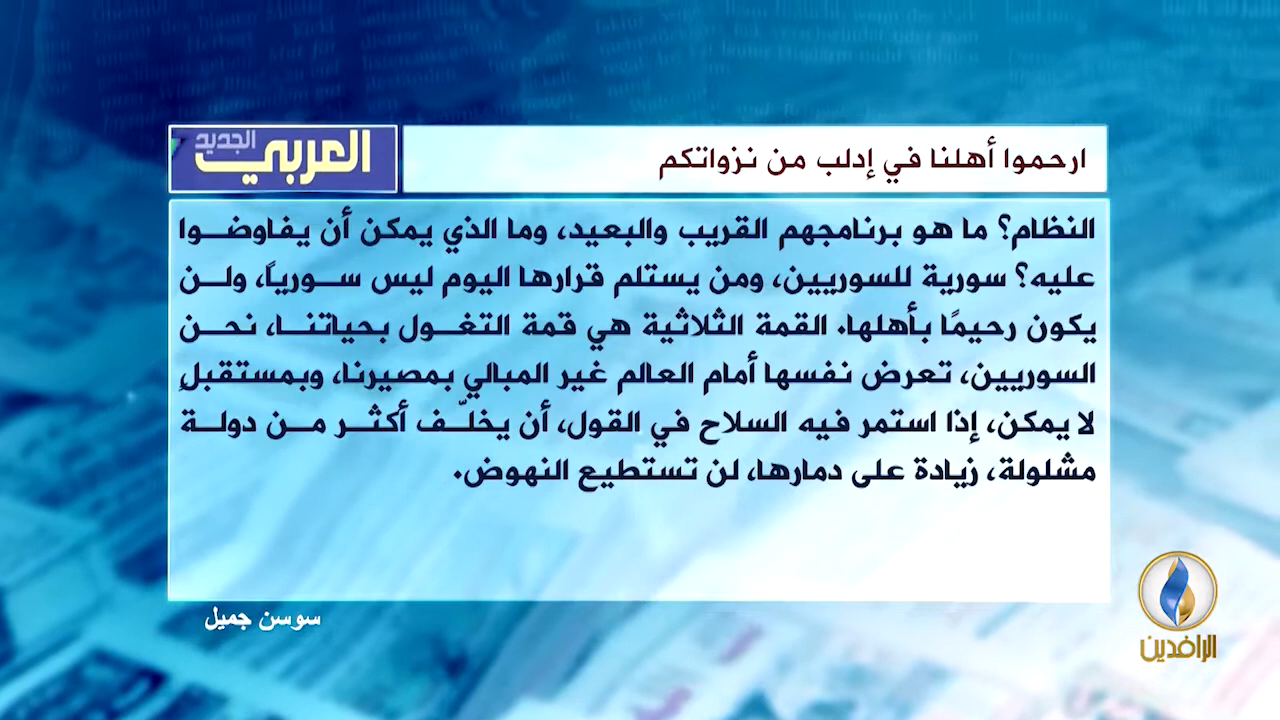 ارحموا أهلنا في إدلب من نزواتكم
العربي الجديد
النظام؟ ما هو برنامجهم القريب والبعيد، وما الذي يمكن أن يفاوضوا
عليه؟ سورية للسوريين، ومن يستلم قرارها اليوم ليس سورياً، ولن
يكون رحيمًا بأهلها. القمة الثلاثية هي قمة التغول بحياتنا، نحن
السوريين، تعرض نفسها أمام العالم غير المبالي بمصيرنا، وبمستقبلٍ
لا يمكن، إذا استمر فيه السلاح في القول، أن يخلّف أكثر من دولة
مشلولة، زيادة على دمارها، لن تستطيع النهوض.
سوسن جميل
الرافدين